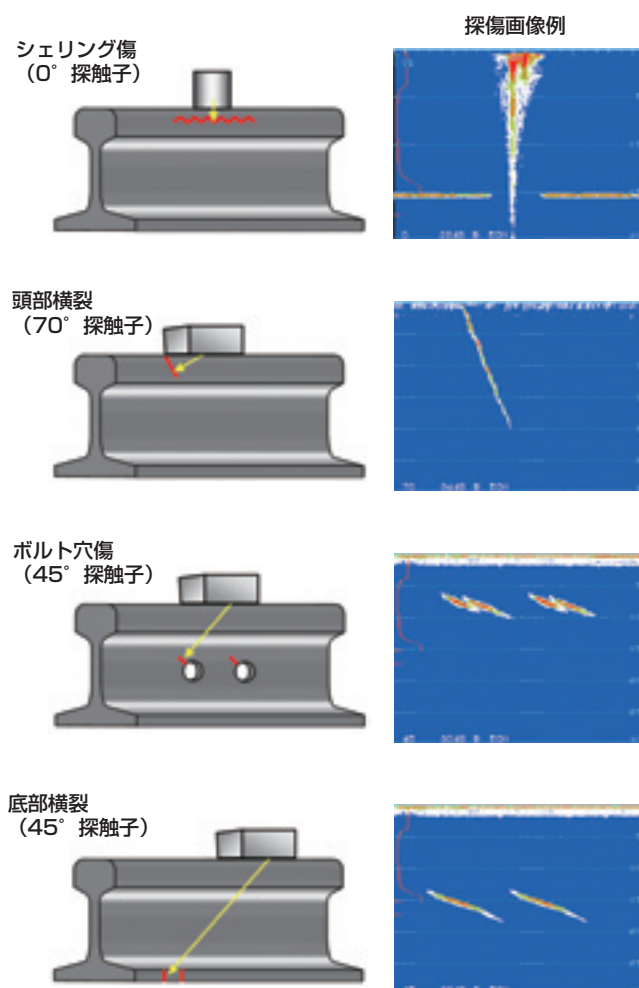 探傷画像例
シェリング傷
（0°探触子）
頭部横裂
（70°探触子）
ボルト穴傷
（45°探触子）
底部横裂
（45°探触子）